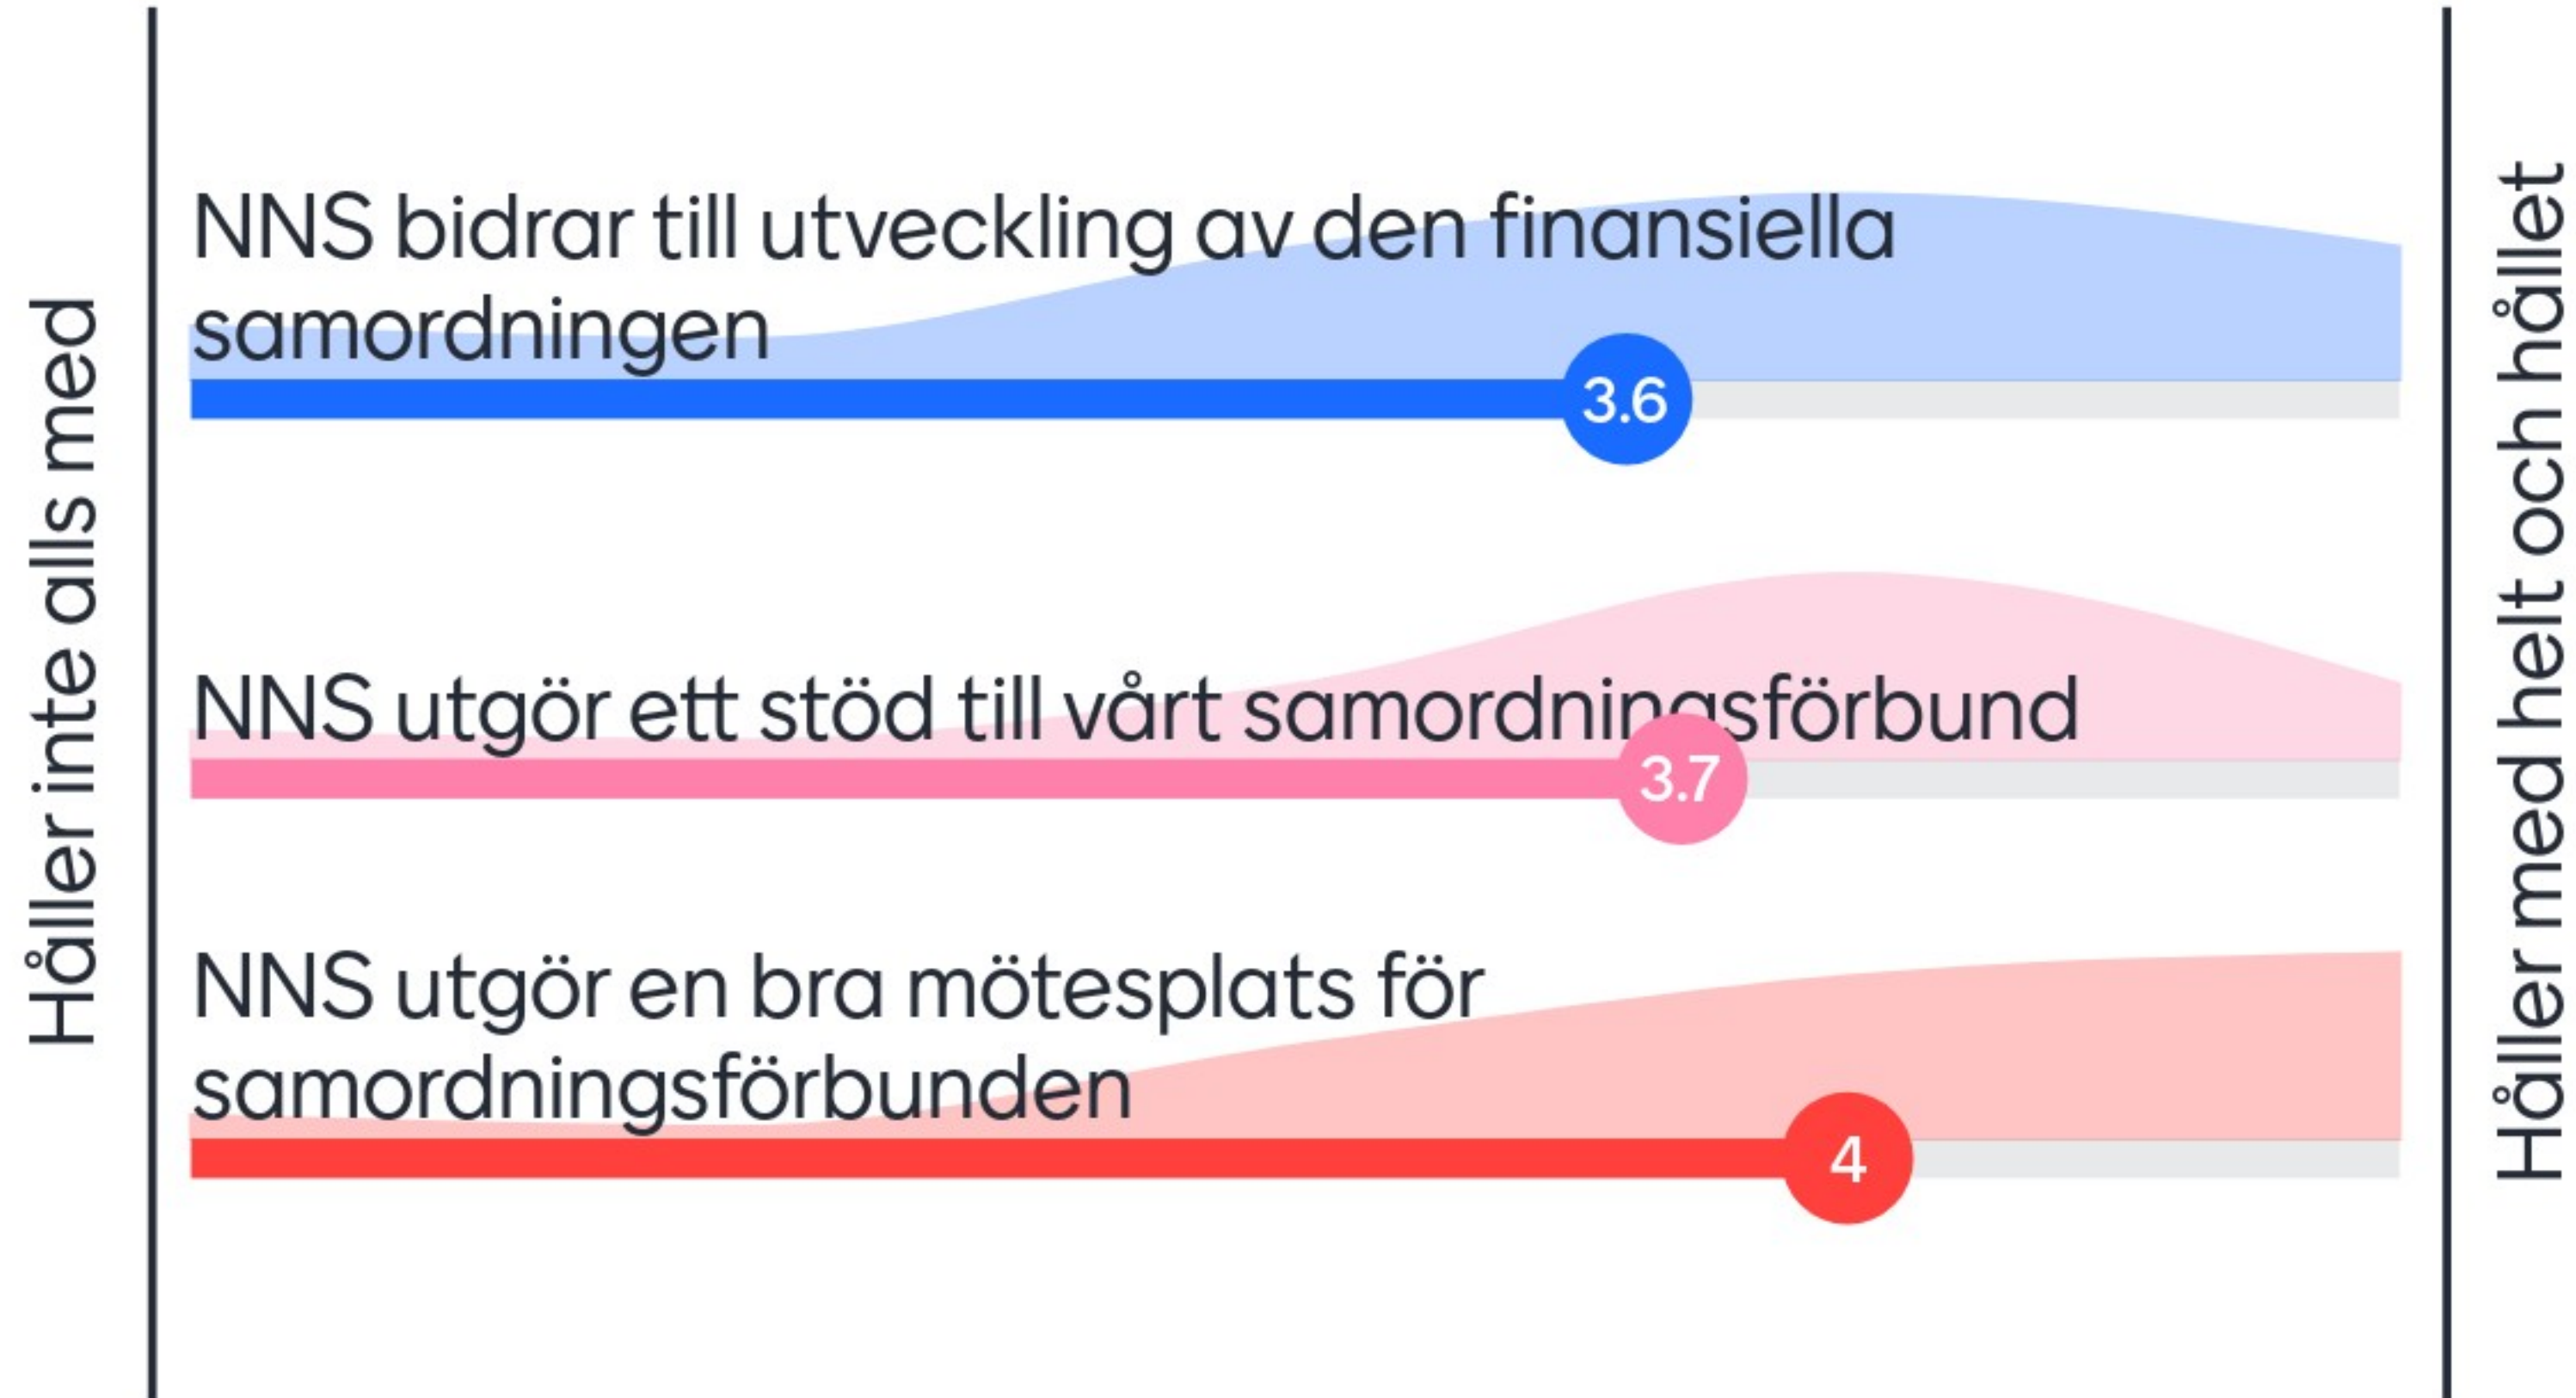 Håller inte alls med
NNS bidrar till utveckling av den finansiella
samordningen
3.6
NNS utgör ett stöd till vårt samordningsförbund
3.7
NNS utgör en bra mötesplats för
samordningsförbunden
4
Håller med helt och hållet